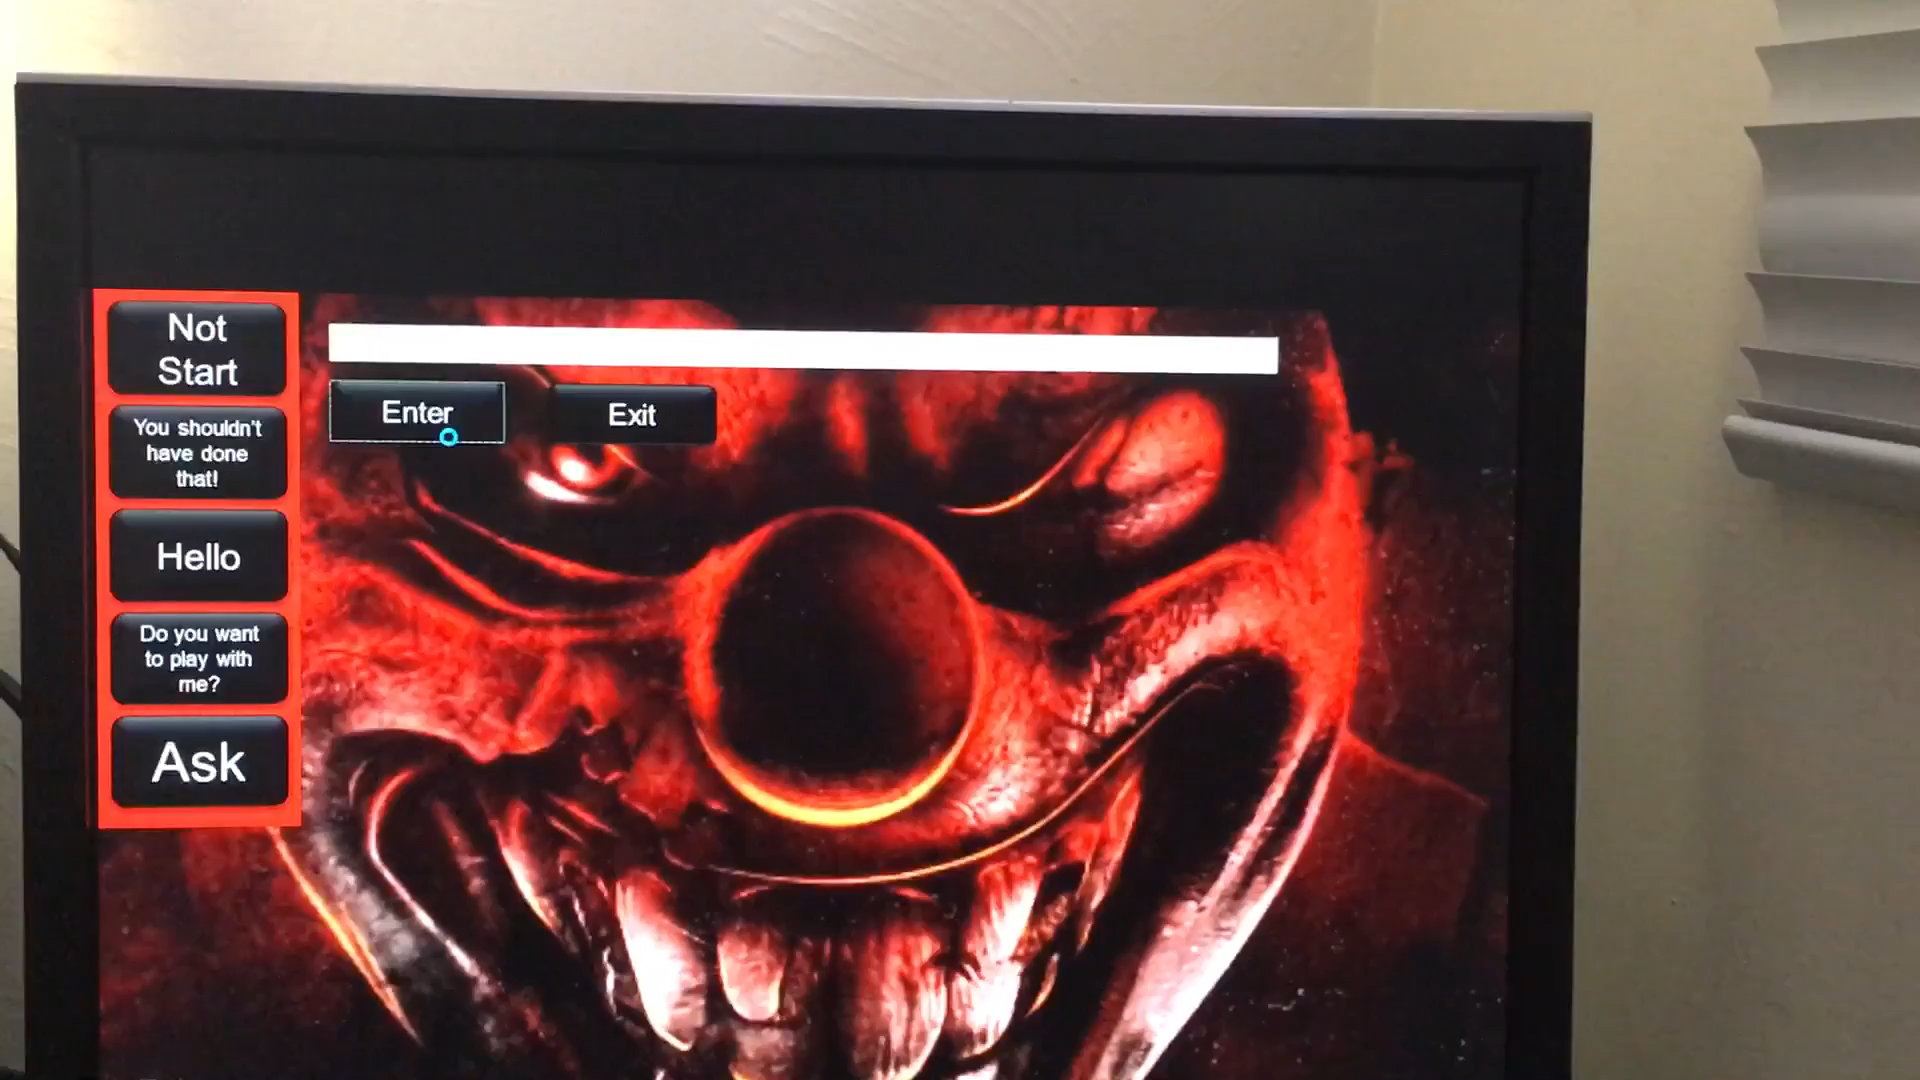 Not
Start
You shouldn't
have done
that!
Hello
Do you want
to play with
me?
Ask
Enter
Exit